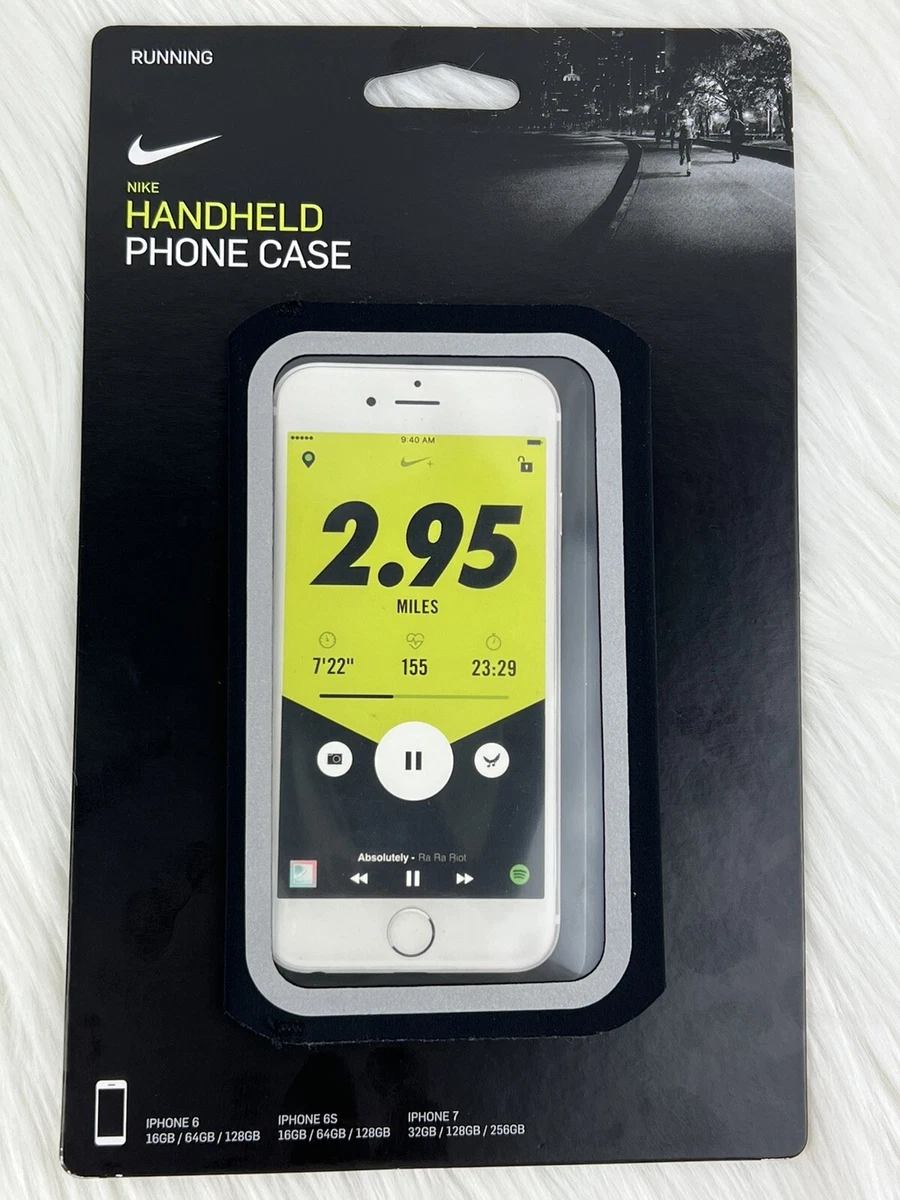 RUNNING
NIKE
HANDHELD
PHONE CASE
9:40 AM
2.95
MILES
7'22"
155
23:29
Absolutely - Ra Ra Riot
IPHONE 6
16GB / 64GB / 128GB
IPHONE 6S
16GB / 64GB / 128GB
IPHONE 7
32GB / 128GB / 256GB